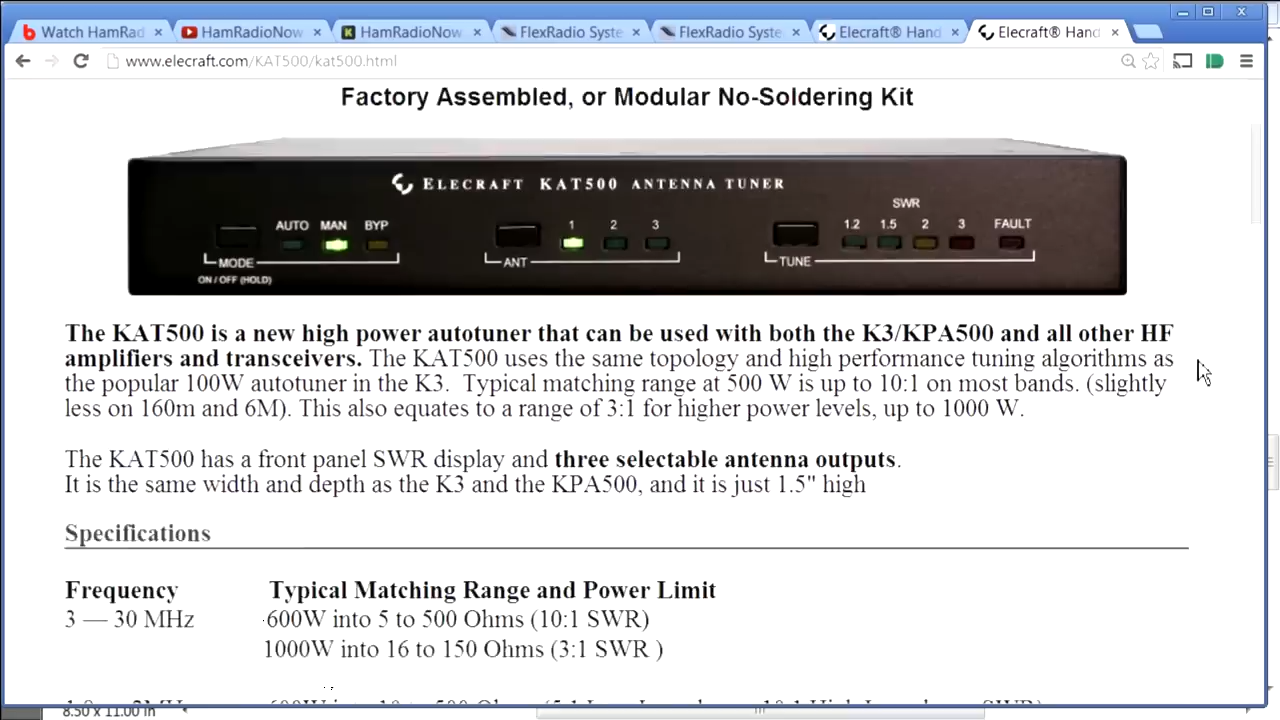 Watch HamRad
HamRadioNow
HamRadioNow
FlexRadio Syste
FlexRadio Syste
Elecraft® Hand
Elecraft® Hand
www.elecraft.com/KAT500/kat500.html
Factory Assembled, or Modular No-Soldering Kit
ELECRAFT KAT500 ANTENNA TUNER
SWR
AUTO MAN BYP 1 2 3 1.2 1.5 2 3 FAULT
MODE ANT TUNE
ON / OFF (HOLD)
The KAT500 is a new high power autotuner that can be used with both the K3/KPA500 and all other HF
amplifiers and transceivers. The KAT500 uses the same topology and high performance tuning algorithms as
the popular 100W autotuner in the K3. Typical matching range at 500 W is up to 10:1 on most bands. (slightly
less on 160m and 6M). This also equates to a range of 3:1 for higher power levels, up to 1000 W.
The KAT500 has a front panel SWR display and three selectable antenna outputs.
It is the same width and depth as the K3 and the KPA500, and it is just 1.5" high
Specifications
Frequency Typical Matching Range and Power Limit
3 — 30 MHz 600W into 5 to 500 Ohms (10:1 SWR)
1000W into 16 to 150 Ohms (3:1 SWR )
8.50 x 11.00 in